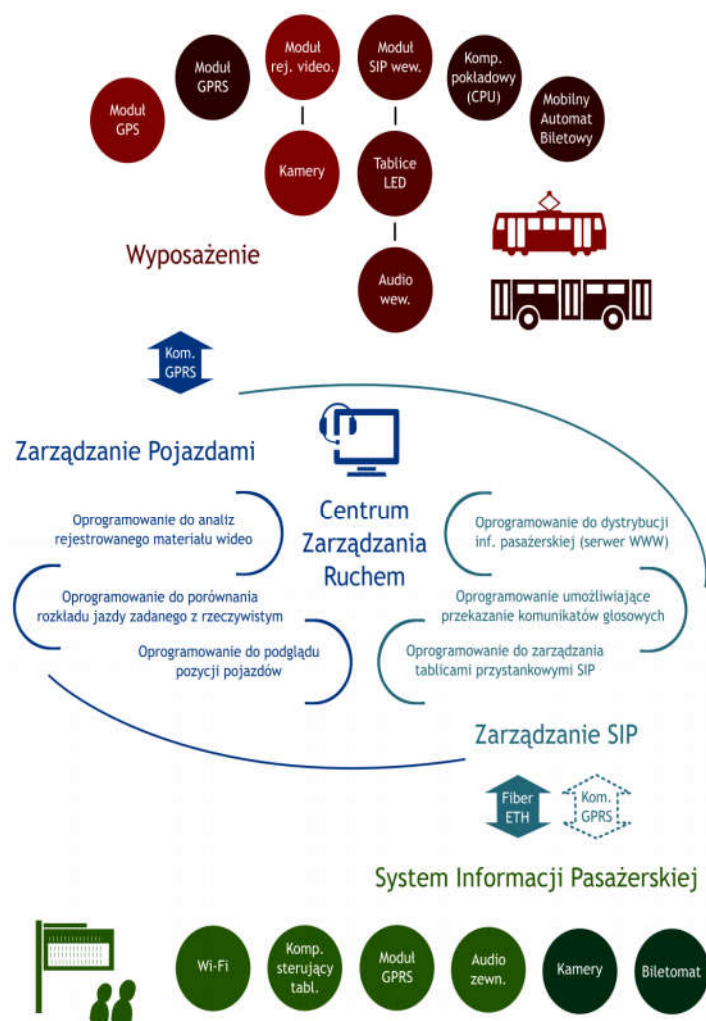 Moduł
GPS
Moduł
GPRS
Moduł
rej. video.
Moduł
SIP wew.
Komp.
pokładowy
(CPU)
Mobilny
Automat
Biletowy
Kamery
Tablice
LED
Audio
wew.
Wyposażenie
Kom.
GPRS
Zarządzanie Pojazdami
Centrum
Zarządzania
Ruchem
Oprogramowanie do analiz
rejestrowanego materiału wideo
Oprogramowanie do porównania
rozkładu jazdy zadanego z rzeczywistym
Oprogramowanie do podglądu
pozycji pojazdów
Oprogramowanie do dystrybucji
inf. pasażerskiej (serwer WWW)
Oprogramowanie umożliwiające
przekazanie komunikatów głosowych
Oprogramowanie do zarządzania
tablicami przystankowymi SIP
Zarządzanie SIP
Fiber
ETH
Kom.
GPRS
System Informacji Pasażerskiej
Wi-Fi
Komp.
sterujący
tabl.
Moduł
GPRS
Audio
zewn.
Kamery
Biletomat